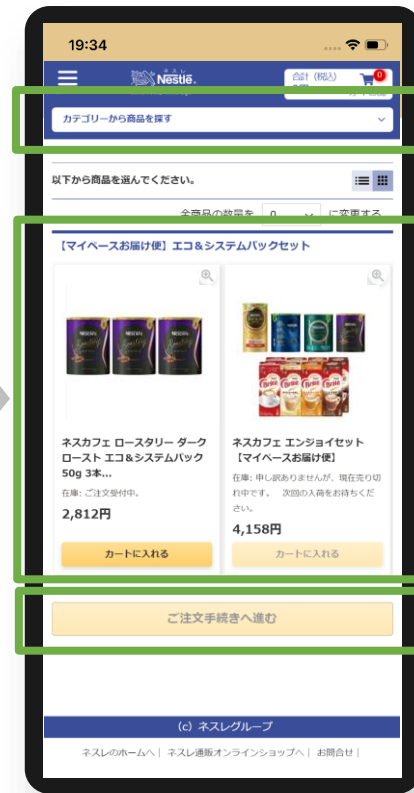 19:34
ネスレ
Nestlé.
合計（税込）
0
カテゴリーから商品を探す
以下から商品を選んでください。
全商品の数量を 0 に変更する
【マイペースお届け便】エコ＆システムパックセット
ネスカフェ ロースタリー ダーク
ロースト エコ＆システムパック
50g 3本...
在庫: ご注文受付中。
2,812円
カートに入れる
ネスカフェ エンジョイセット
【マイペースお届け便】
在庫: 申し訳ありませんが、現在売り切
れ中です。 次回の入荷をお待ちくだ
さい。
4,158円
カートに入れる
ご注文手続きへ進む
(c) ネスレグループ
ネスレのホームへ｜ ネスレ通販オンラインショップへ｜ お問合せ｜